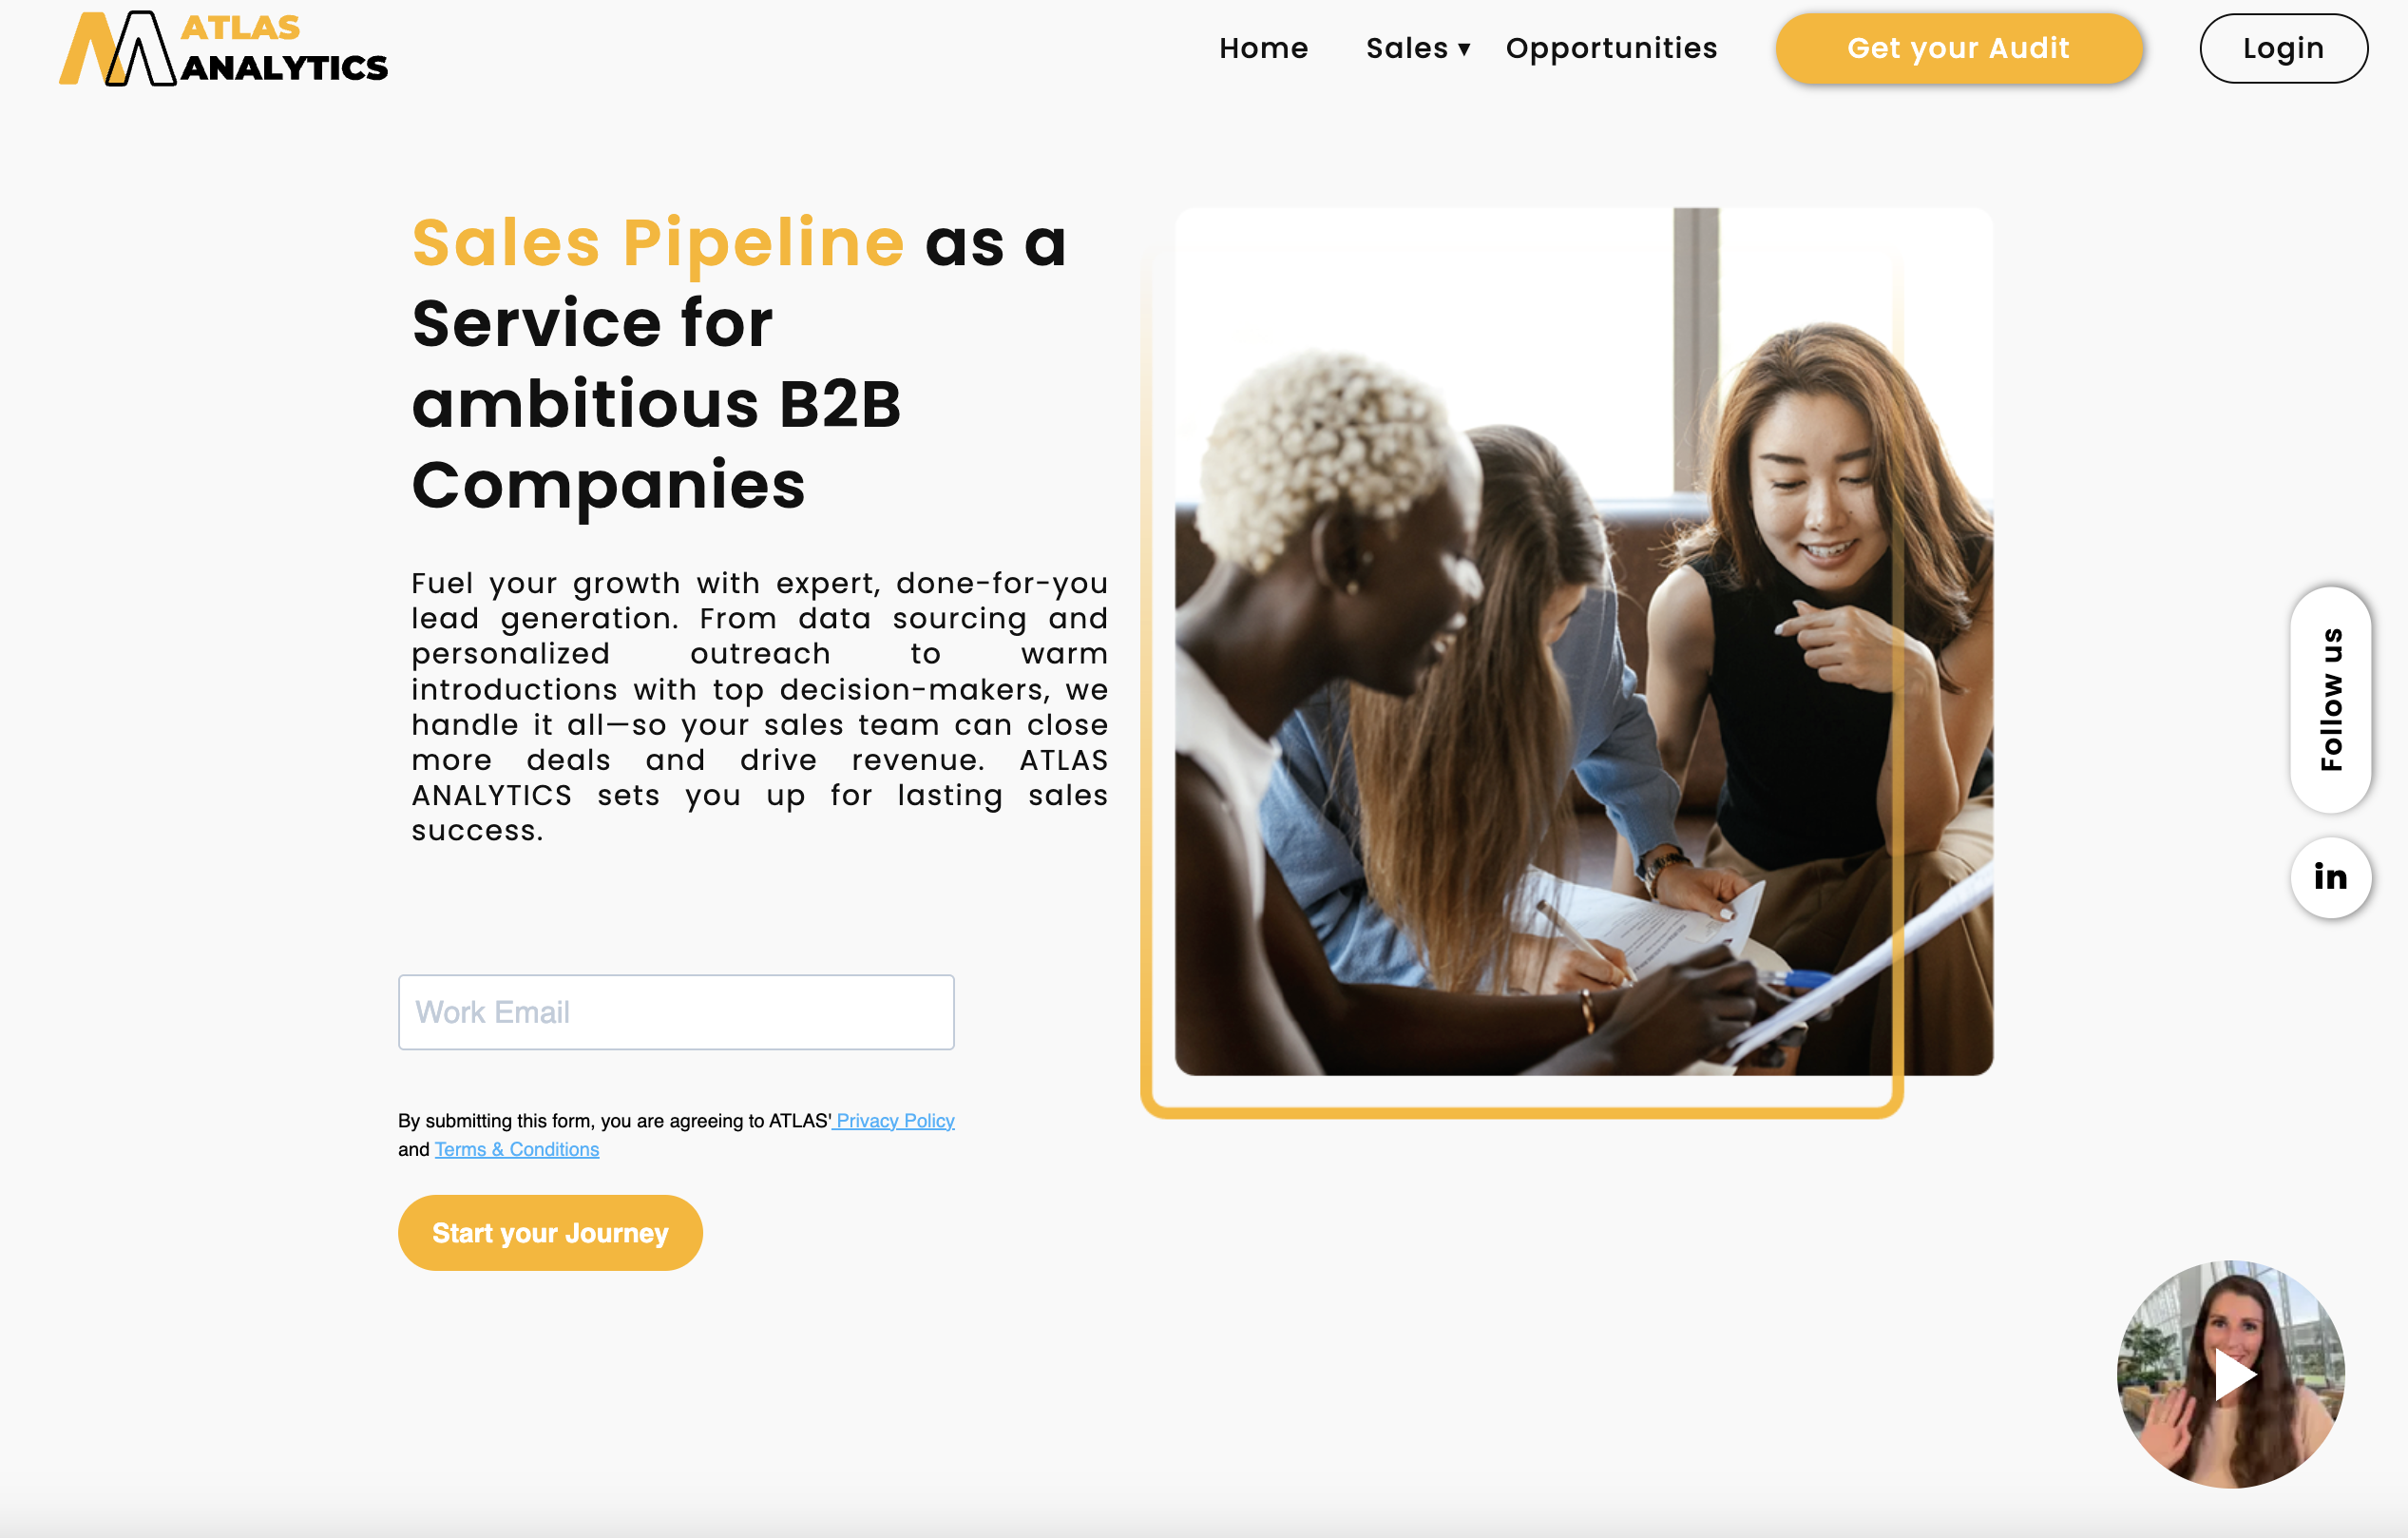 ATLAS
ANALYTICS
Home
Sales ▾
Opportunities
Get your Audit
Login
Sales Pipeline as a
Service for
ambitious B2B
Companies
Fuel your growth with expert, done-for-you
lead generation. From data sourcing and
personalized outreach to warm
introductions with top decision-makers, we
handle it all—so your sales team can close
more deals and drive revenue. ATLAS
ANALYTICS sets you up for lasting sales
success.
Work Email
By submitting this form, you are agreeing to ATLAS' Privacy Policy
and Terms & Conditions
Start your Journey
Follow us
in